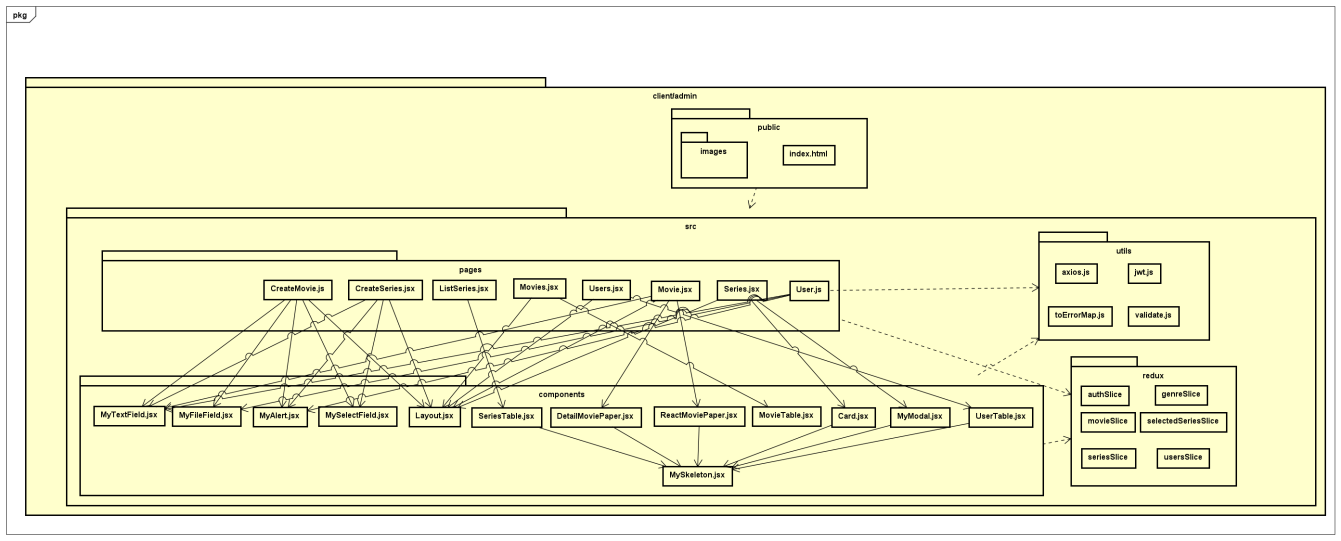 pkg
client/admin
public
images
index.html
src
pages
CreateMovie.js
CreateSeries.jsx
ListSeries.jsx
Movies.jsx
Users.jsx
Movie.jsx
Series.jsx
User.js
utils
axios.js
jwt.js
toErrorMap.js
validate.js
components
MyTextField.jsx
MyFileField.jsx
MyAlert.jsx
MySelectField.jsx
Layout.jsx
SeriesTable.jsx
DetailMoviePaper.jsx
ReactMoviePaper.jsx
MovieTable.jsx
Card.jsx
MyModal.jsx
UserTable.jsx
MySkeleton.jsx
redux
authSlice
genreSlice
movieSlice
selectedSeriesSlice
seriesSlice
usersSlice